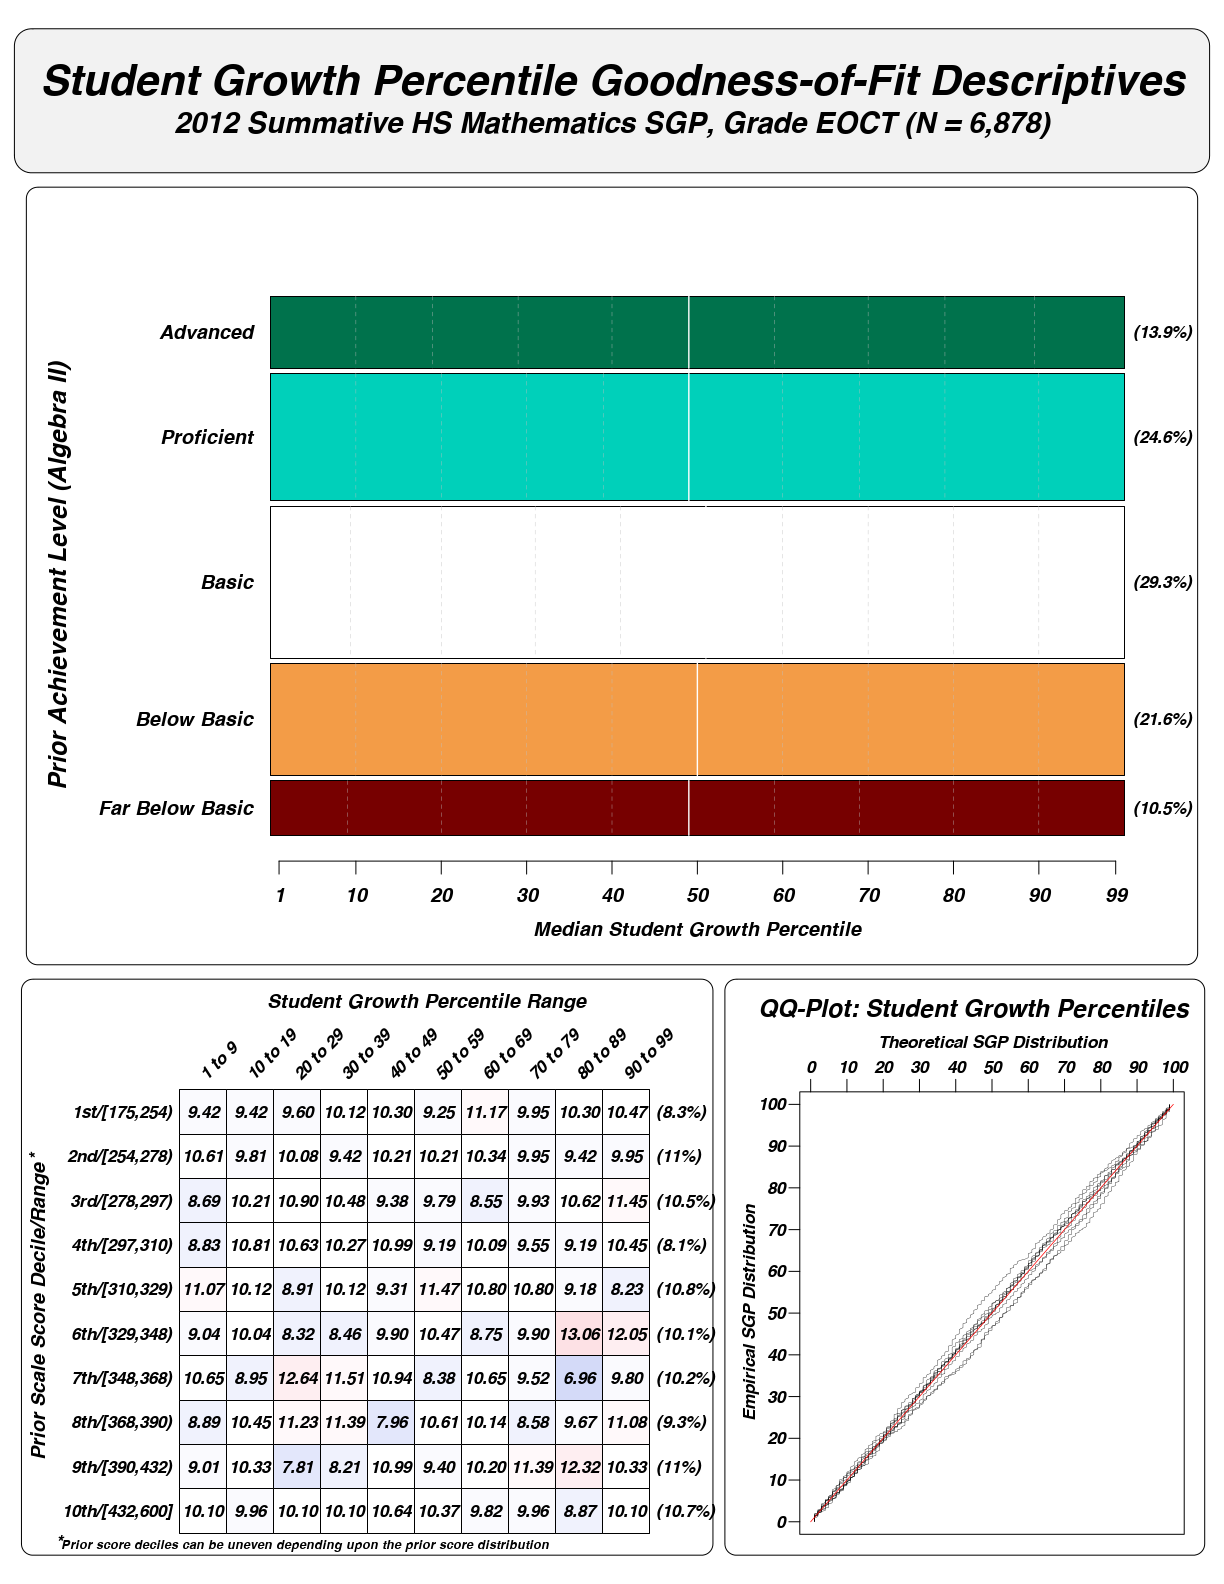 Student Growth Percentile Goodness-of-Fit Descriptives
2012 Summative HS Mathematics SGP, Grade EOCT (N = 6,878)
Prior Achievement Level (Algebra II)
Advanced (13.9%)
Proficient (24.6%)
Basic (29.3%)
Below Basic (21.6%)
Far Below Basic (10.5%)
1 10 20 30 40 50 60 70 80 90 99
Median Student Growth Percentile
Student Growth Percentile Range
1 to 9 10 to 19 20 to 29 30 to 39 40 to 49 50 to 59 60 to 69 70 to 79 80 to 89 90 to 99
Prior Scale Score Decile/Range*
1st/[175,254) 9.42 9.42 9.60 10.12 10.30 9.25 11.17 9.95 10.30 10.47 (8.3%)
2nd/[254,278) 10.61 9.81 10.08 9.42 10.21 10.21 10.34 9.95 9.42 9.95 (11%)
3rd/[278,297) 8.69 10.21 10.90 10.48 9.38 9.79 8.55 9.93 10.62 11.45 (10.5%)
4th/[297,310) 8.83 10.81 10.63 10.27 10.99 9.19 10.09 9.55 9.19 10.45 (8.1%)
5th/[310,329) 11.07 10.12 8.91 10.12 9.31 11.47 10.80 10.80 9.18 8.23 (10.8%)
6th/[329,348) 9.04 10.04 8.32 8.46 9.90 10.47 8.75 9.90 13.06 12.05 (10.1%)
7th/[348,368) 10.65 8.95 12.64 11.51 10.94 8.38 10.65 9.52 6.96 9.80 (10.2%)
8th/[368,390) 8.89 10.45 11.23 11.39 7.96 10.61 10.14 8.58 9.67 11.08 (9.3%)
9th/[390,432) 9.01 10.33 7.81 8.21 10.99 9.40 10.20 11.39 12.32 10.33 (11%)
10th/[432,600] 10.10 9.96 10.10 10.10 10.64 10.37 9.82 9.96 8.87 10.10 (10.7%)
*Prior score deciles can be uneven depending upon the prior score distribution
QQ-Plot: Student Growth Percentiles
Theoretical SGP Distribution
0 10 20 30 40 50 60 70 80 90 100
Empirical SGP Distribution
100
90
80
70
60
50
40
30
20
10
0